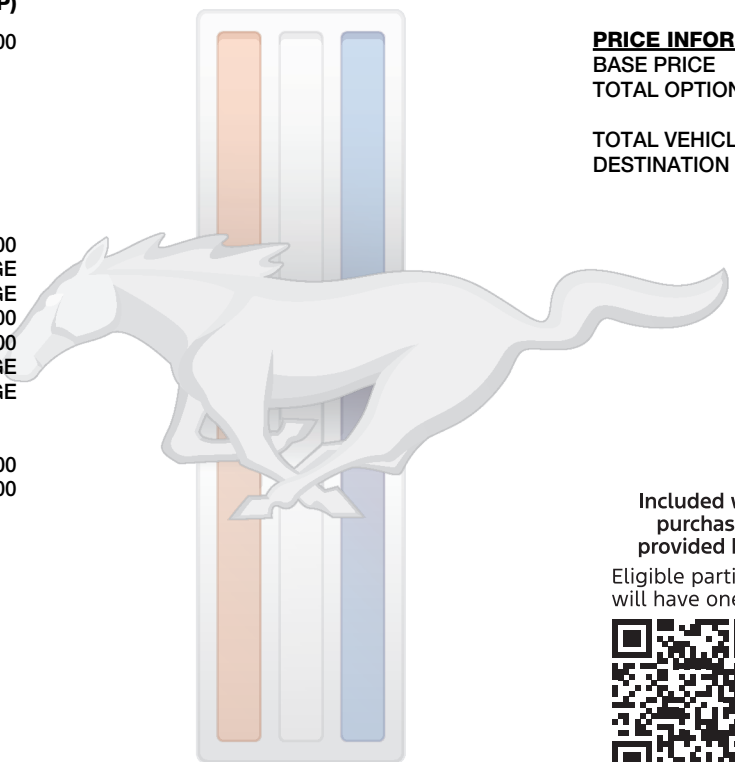 P)
00
00
GE
GE
00
00
GE
GE
00
00
PRICE INFOR
BASE PRICE
TOTAL OPTION
TOTAL VEHICL
DESTINATION
Included w
purchas
provided b
Eligible parti
will have one